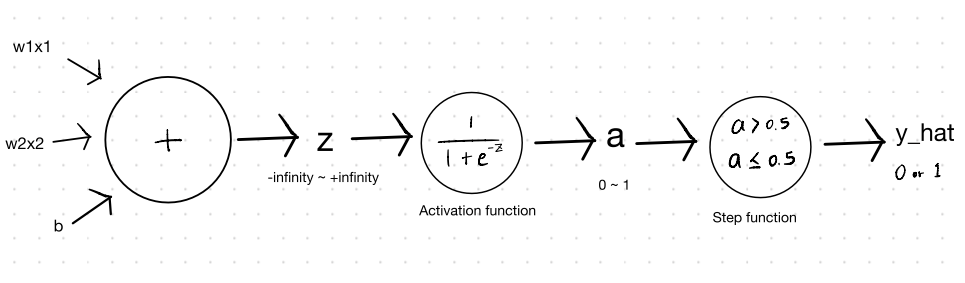 w1x1
w2x2
b
+
z
-infinity ~ +infinity
1
1 + e^-z
Activation function
a
0 ~ 1
a > 0.5
a ≤ 0.5
Step function
y_hat
0 or 1